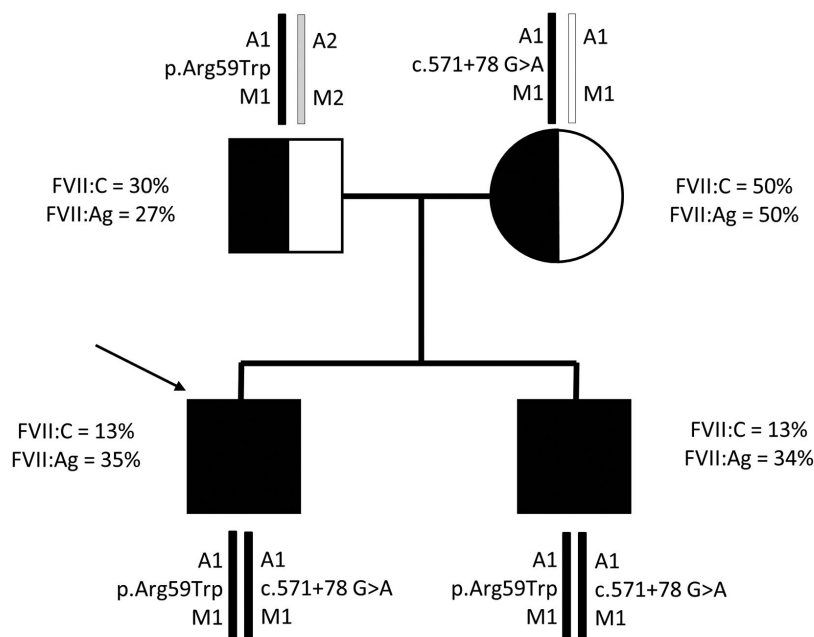 A1
p.Arg59Trp
M1
A2
M2
A1
c.571+78 G>A
M1
A1
M1
FVII:C = 30%
FVII:Ag = 27%
FVII:C = 50%
FVII:Ag = 50%
FVII:C = 13%
FVII:Ag = 35%
FVII:C = 13%
FVII:Ag = 34%
A1
p.Arg59Trp
M1
A1
c.571+78 G>A
M1
A1
p.Arg59Trp
M1
A1
c.571+78 G>A
M1